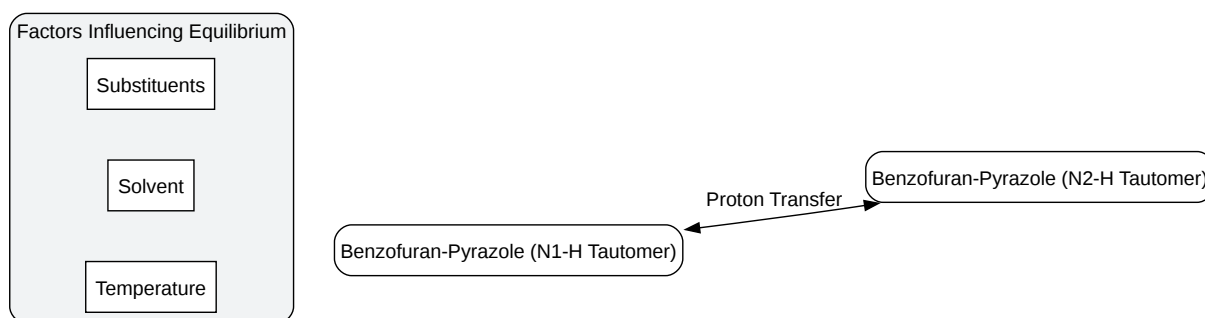 Factors Influencing Equilibrium
Substituents
Solvent
Temperature
Benzofuran-Pyrazole (N1-H Tautomer)
Proton Transfer
Benzofuran-Pyrazole (N2-H Tautomer)